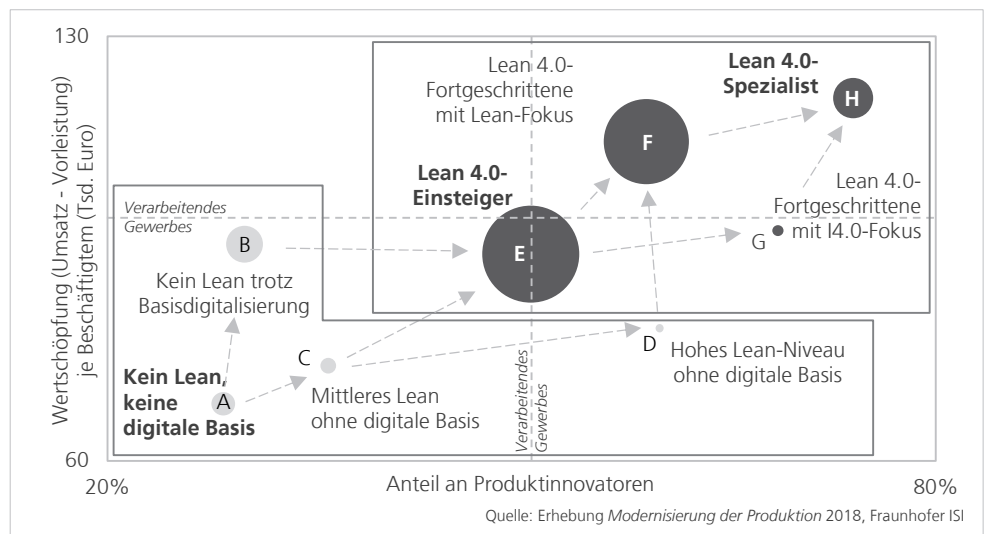 130
Wertschöpfung (Umsatz - Vorleistung)
je Beschäftigtem (Tsd. Euro)
Lean 4.0-
Fortgeschrittene
mit Lean-Fokus
Lean 4.0-
Spezialist
H
F
Lean 4.0-
Einsteiger
Lean 4.0-
Fortgeschrittene
mit I4.0-Fokus
G
Verarbeitendes
Gewerbes
B
E
Kein Lean trotz
Basisdigitalisierung
C
D
Hohes Lean-Niveau
ohne digitale Basis
Kein Lean,
keine
digitale Basis
A
Mittleres Lean
ohne digitale Basis
Verarbeitendes
Gewerbes
60
20%
Anteil an Produktinnovatoren
80%
Quelle: Erhebung Modernisierung der Produktion 2018, Fraunhofer ISI